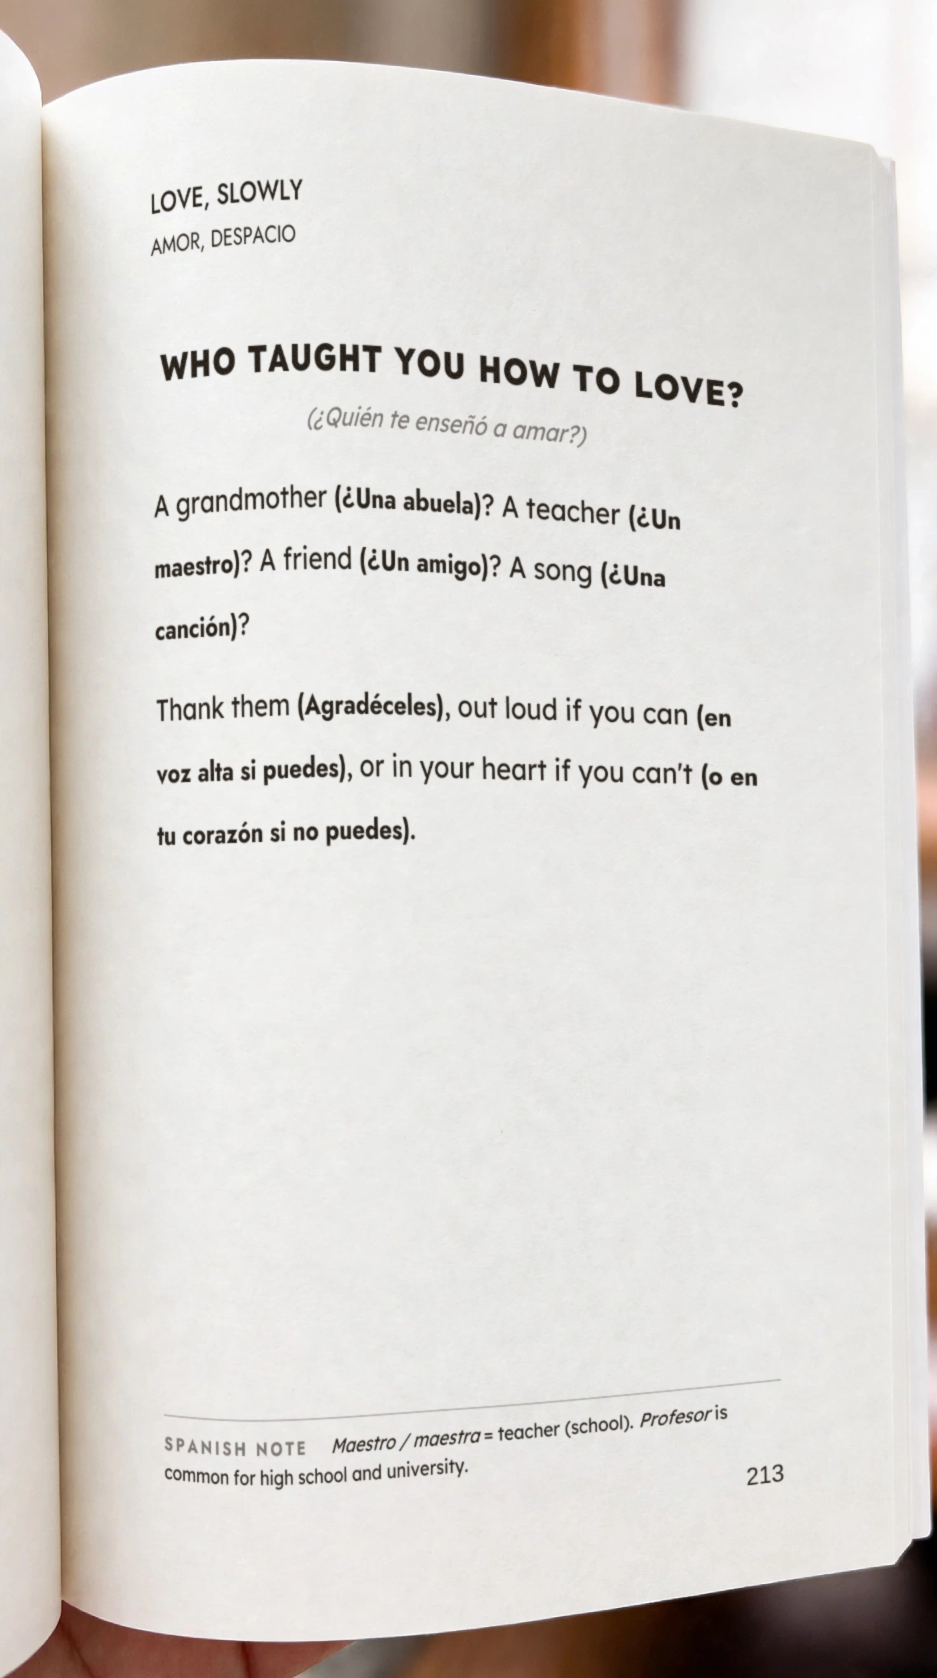 LOVE, SLOWLY
AMOR, DESPACIO
WHO TAUGHT YOU HOW TO LOVE?
(¿Quién te enseñó a amar?)
A grandmother (¿Una abuela)? A teacher (¿Un
maestro)? A friend (¿Un amigo)? A song (¿Una
canción)?
Thank them (Agradéceles), out loud if you can (en
voz alta si puedes), or in your heart if you can't (o en
tu corazón si no puedes).
SPANISH NOTE Maestro / maestra = teacher (school). Profesor is
common for high school and university.
213